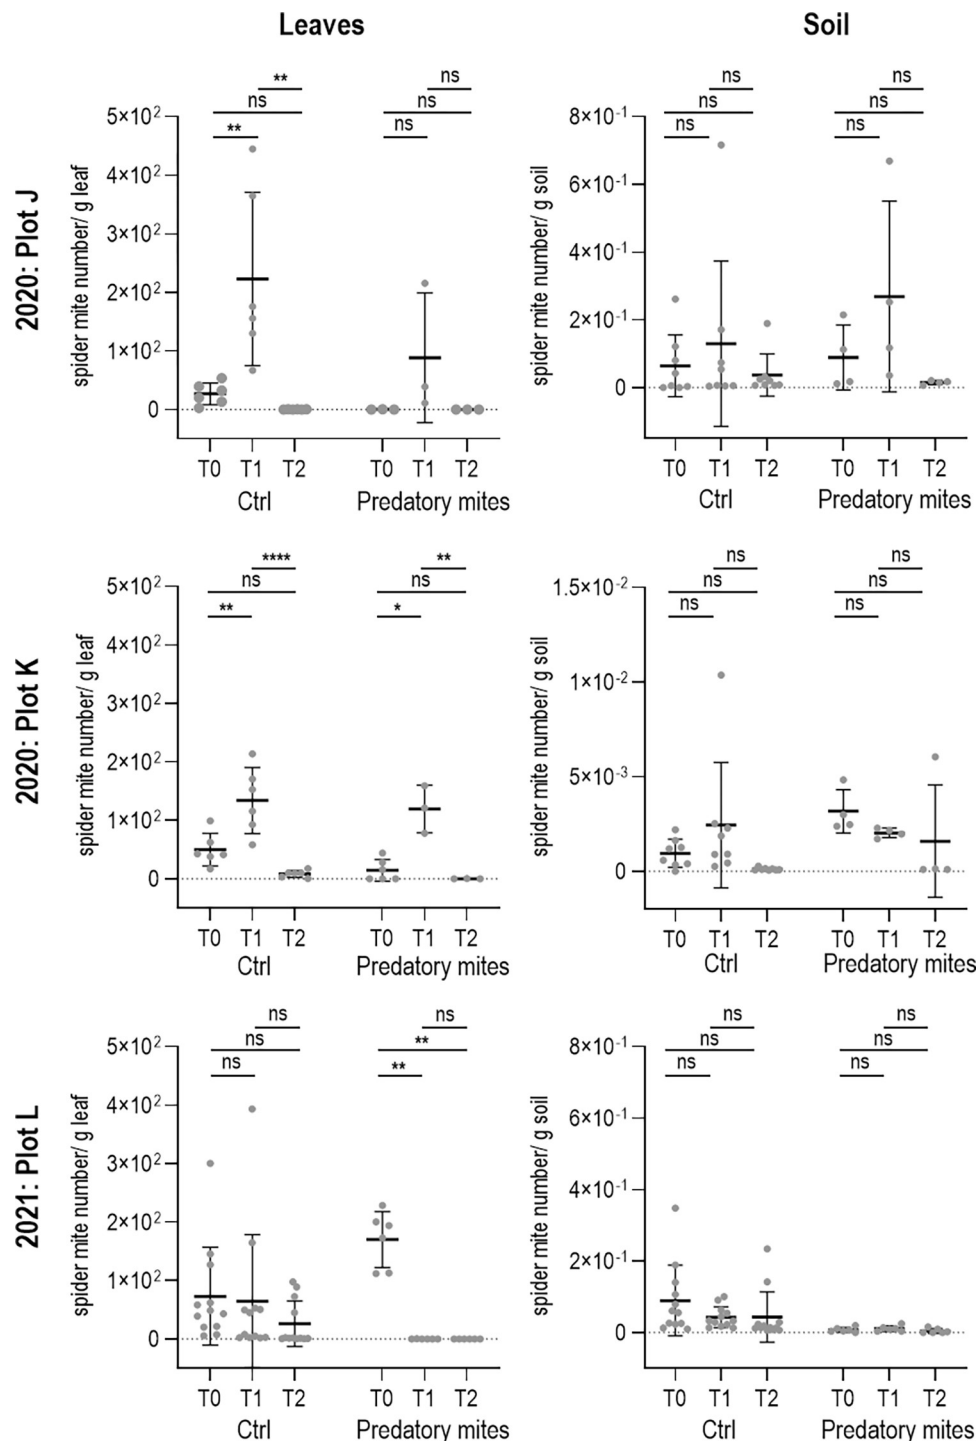 Leaves
Soil
2020: Plot J
spider mite number/ g leaf
5×10²
4×10²
3×10²
2×10²
1×10²
0
**
ns
**
ns
ns
ns
T0 T1 T2 T0 T1 T2
Ctrl Predatory mites
spider mite number/ g soil
8×10⁻¹
6×10⁻¹
4×10⁻¹
2×10⁻¹
0
ns
ns
ns
ns
ns
ns
T0 T1 T2 T0 T1 T2
Ctrl Predatory mites
2020: Plot K
spider mite number/ g leaf
5×10²
4×10²
3×10²
2×10²
1×10²
0
****
ns
**
**
ns
*
T0 T1 T2 T0 T1 T2
Ctrl Predatory mites
spider mite number/ g soil
1.5×10⁻²
1×10⁻²
5×10⁻³
0
ns
ns
ns
ns
ns
ns
T0 T1 T2 T0 T1 T2
Ctrl Predatory mites
2021: Plot L
spider mite number/ g leaf
5×10²
4×10²
3×10²
2×10²
1×10²
0
ns
ns
ns
ns
**
**
T0 T1 T2 T0 T1 T2
Ctrl Predatory mites
spider mite number/ g soil
8×10⁻¹
6×10⁻¹
4×10⁻¹
2×10⁻¹
0
ns
ns
ns
ns
ns
ns
T0 T1 T2 T0 T1 T2
Ctrl Predatory mites